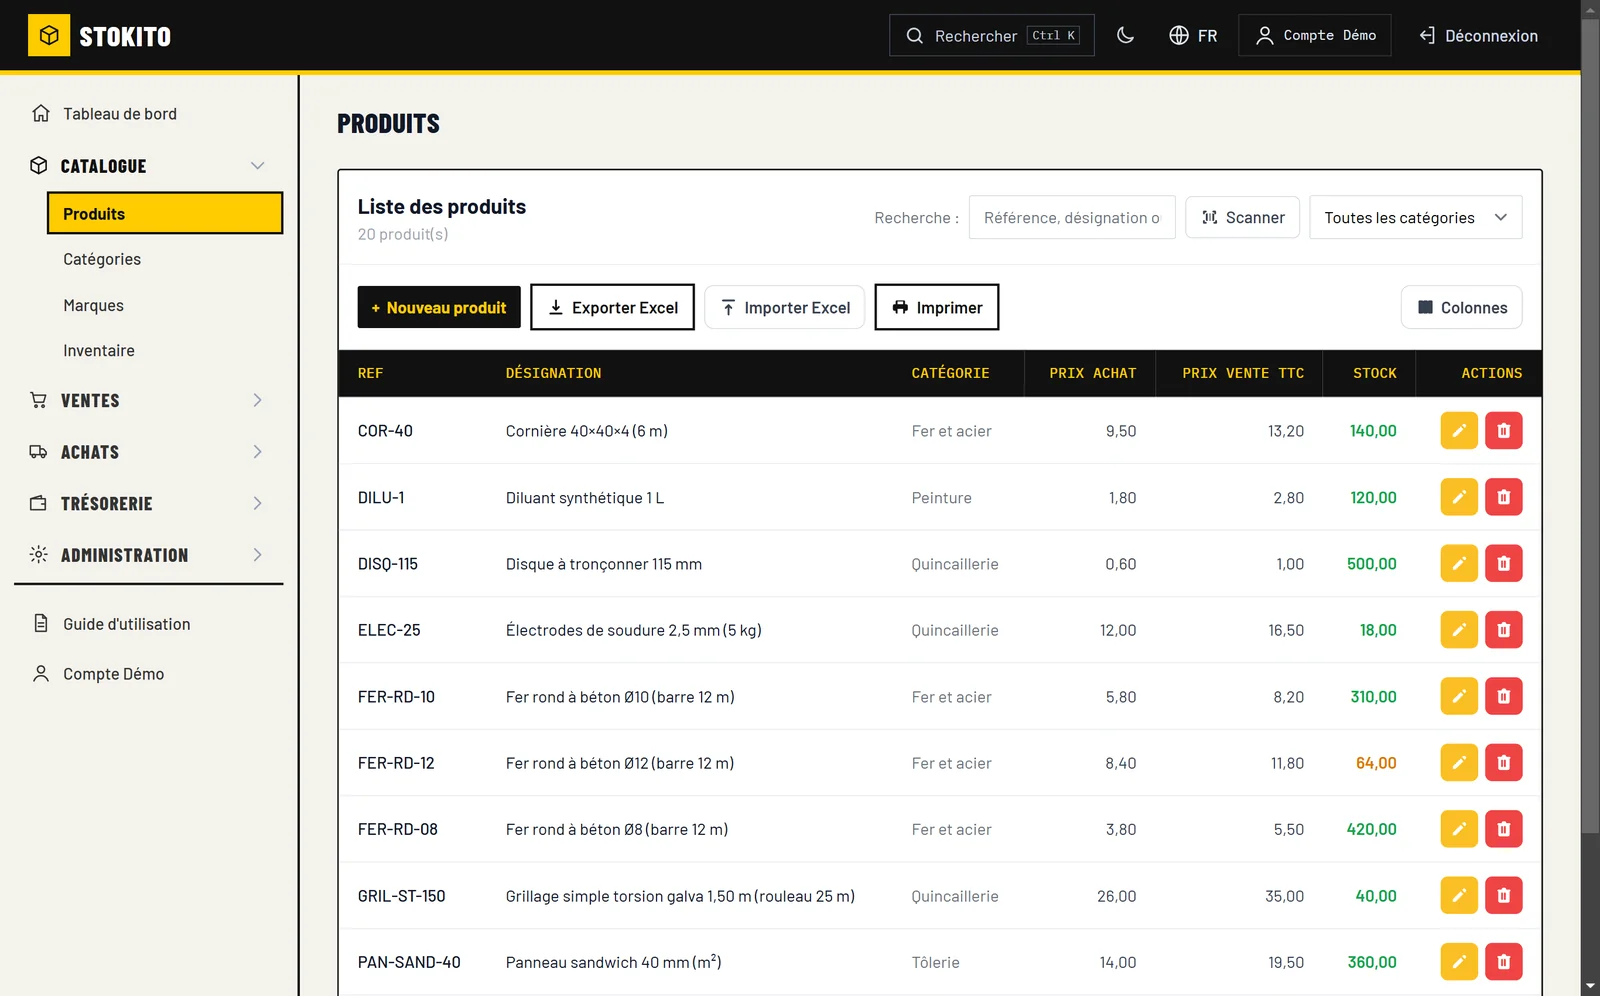 STOKITO
Rechercher Ctrl K
FR
Compte Démo
Déconnexion
Tableau de bord
CATALOGUE
Produits
Catégories
Marques
Inventaire
VENTES
ACHATS
TRÉSORERIE
ADMINISTRATION
Guide d'utilisation
Compte Démo
PRODUITS
Liste des produits
20 produit(s)
Recherche : Référence, désignation o
Scanner
Toutes les catégories
+ Nouveau produit
Exporter Excel
Importer Excel
Imprimer
Colonnes
REF DÉSIGNATION CATÉGORIE PRIX ACHAT PRIX VENTE TTC STOCK ACTIONS
COR-40 Cornière 40×40×4 (6 m) Fer et acier 9,50 13,20 140,00
DILU-1 Diluant synthétique 1 L Peinture 1,80 2,80 120,00
DISQ-115 Disque à tronçonner 115 mm Quincaillerie 0,60 1,00 500,00
ELEC-25 Électrodes de soudure 2,5 mm (5 kg) Quincaillerie 12,00 16,50 18,00
FER-RD-10 Fer rond à béton Ø10 (barre 12 m) Fer et acier 5,80 8,20 310,00
FER-RD-12 Fer rond à béton Ø12 (barre 12 m) Fer et acier 8,40 11,80 64,00
FER-RD-08 Fer rond à béton Ø8 (barre 12 m) Fer et acier 3,80 5,50 420,00
GRIL-ST-150 Grillage simple torsion galva 1,50 m (rouleau 25 m) Quincaillerie 26,00 35,00 40,00
PAN-SAND-40 Panneau sandwich 40 mm (m²) Tôlerie 14,00 19,50 360,00